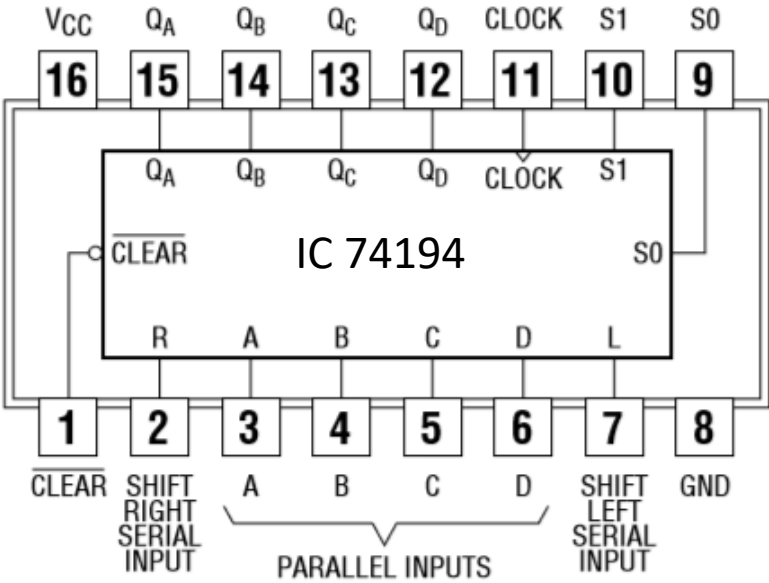 VCC QA QB QC QD CLOCK S1 S0
16 15 14 13 12 11 10 9
QA QB QC QD CLOCK S1
CLEAR IC 74194 S0
R A B C D L
1 2 3 4 5 6 7 8
CLEAR SHIFT A B C D SHIFT GND
RIGHT LEFT
SERIAL SERIAL
INPUT PARALLEL INPUTS INPUT